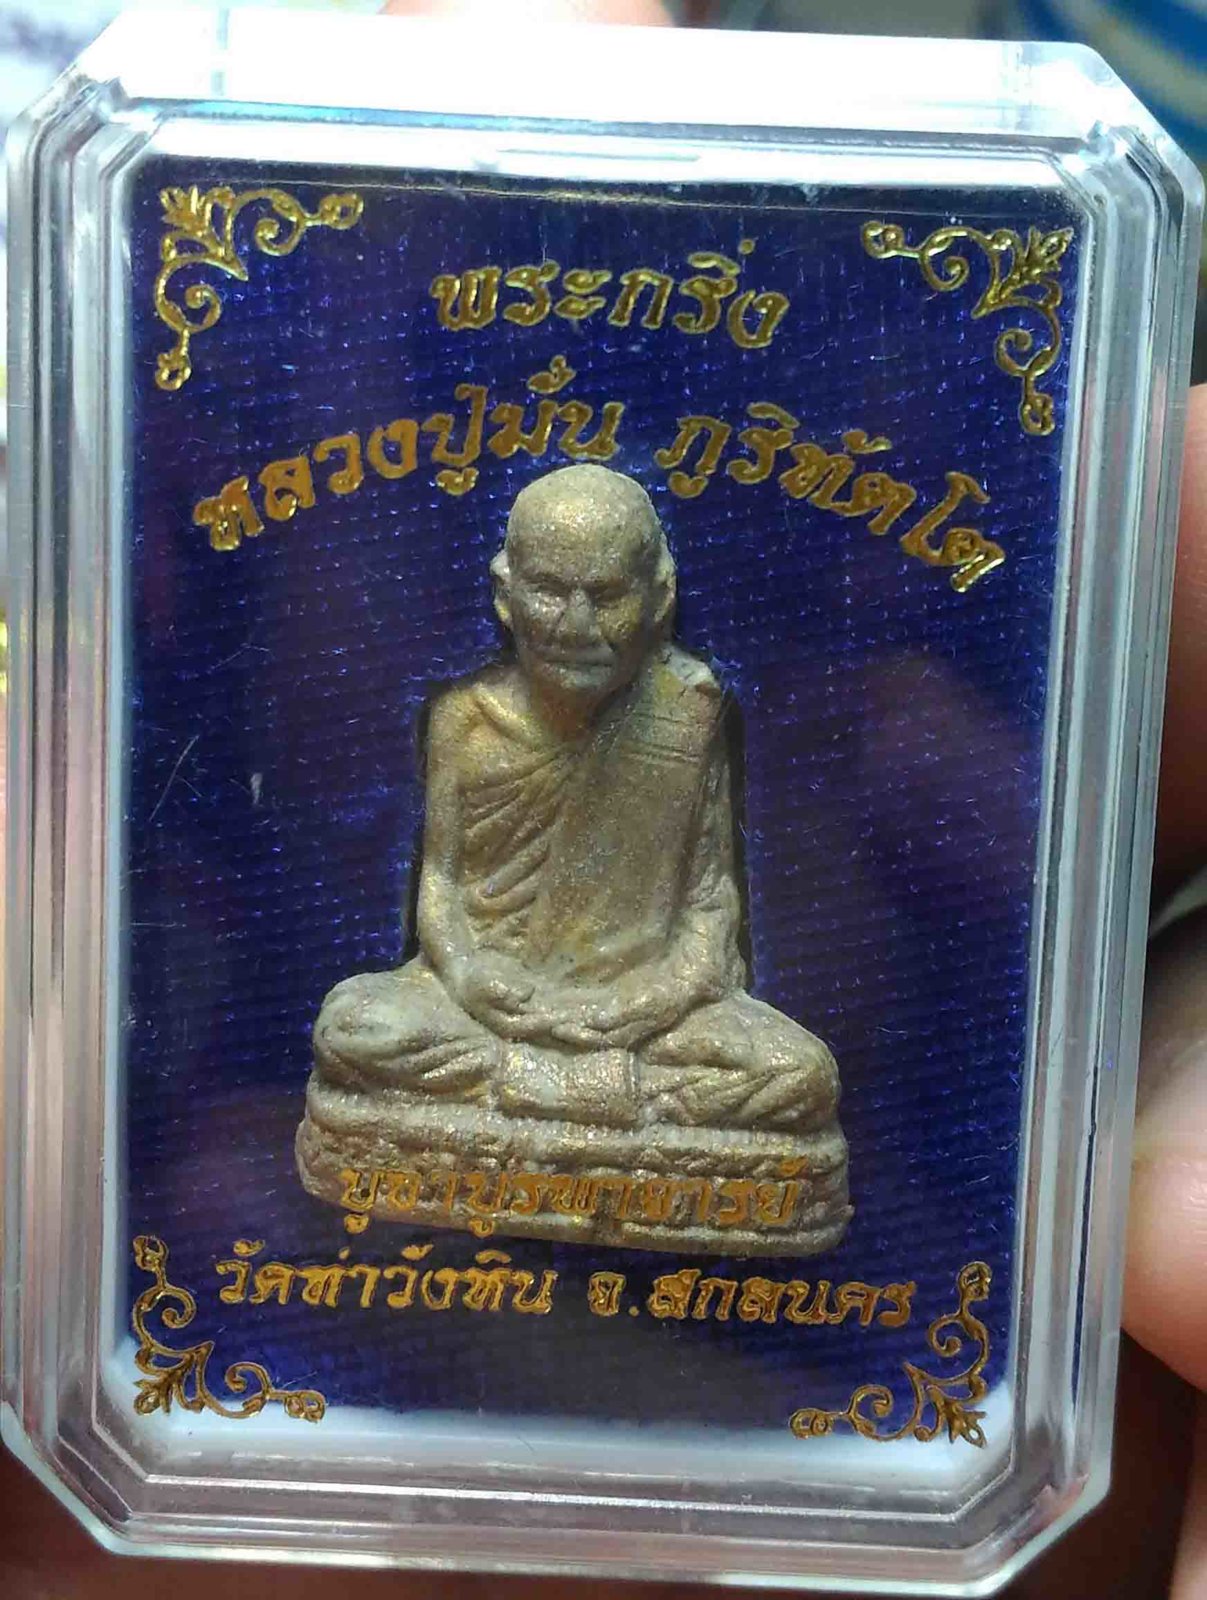 พระกริ่ง
หลวงปู่มั่น ภูริทัตโต
บูชาบูรพาจารย์
วัดท่าวังหิน จ.สกลนคร